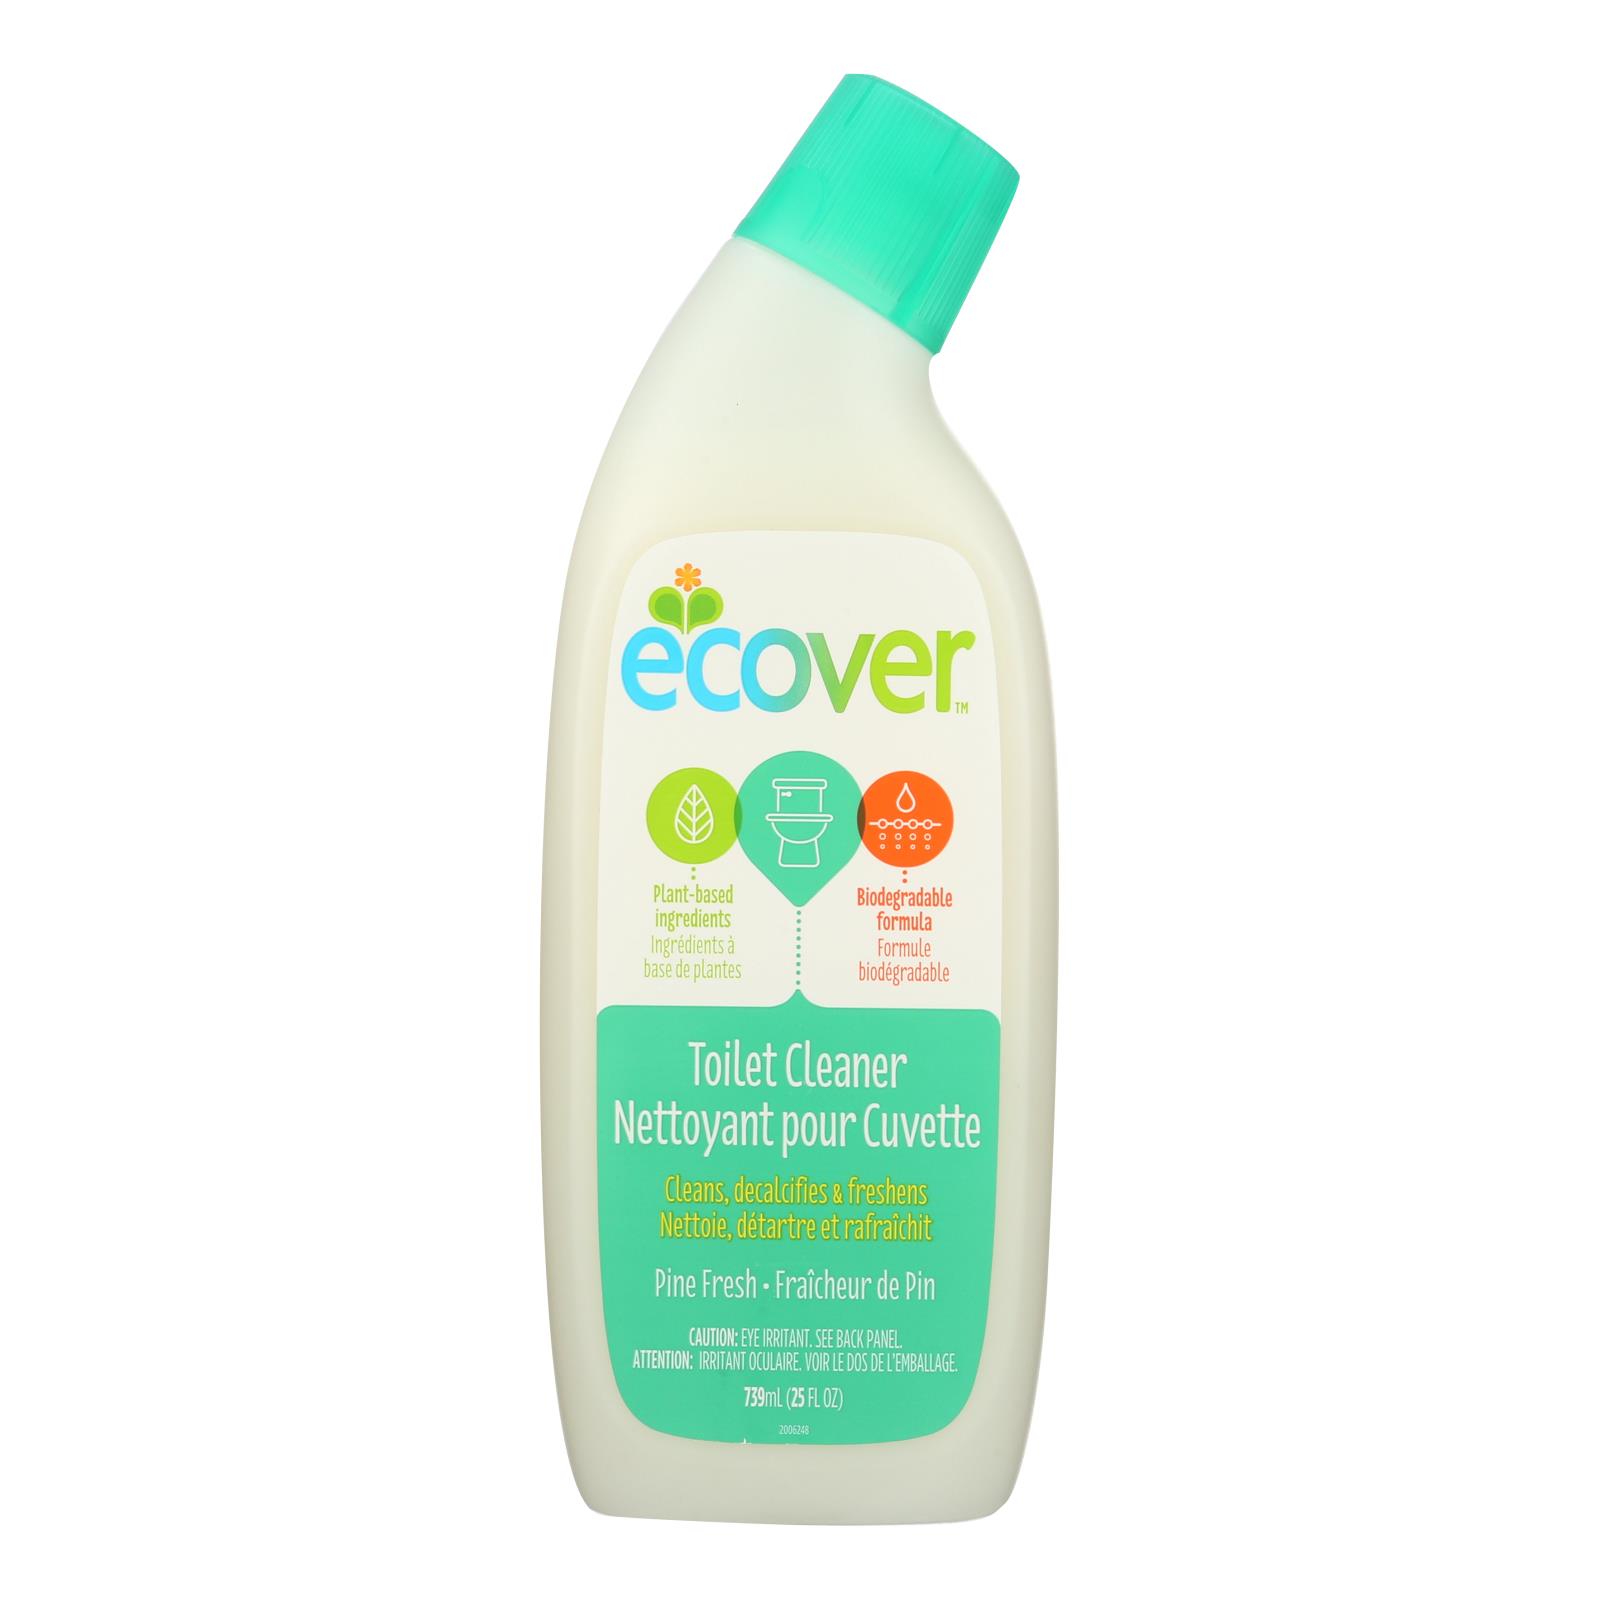 ecover™
Plant-based
ingredients
Ingrédients à
base de plantes
Biodegradable
formula
Formule
biodégradable
Toilet Cleaner
Nettoyant pour Cuvette
Cleans, decalcifies & freshens
Nettoie, détartre et rafraîchit
Pine Fresh • Fraîcheur de Pin
CAUTION: EYE IRRITANT. SEE BACK PANEL.
ATTENTION: IRRITANT OCULAIRE. VOIR LE DOS DE L'EMBALLAGE.
739mL (25 FL OZ)
2006248